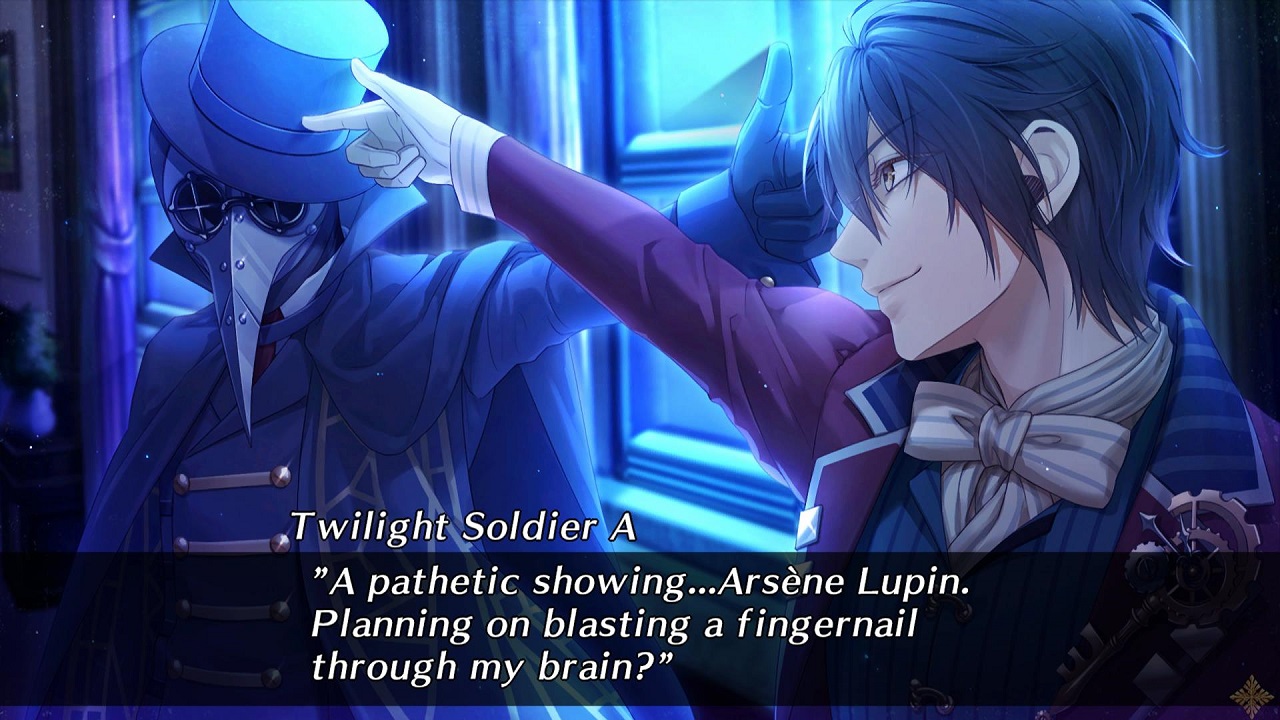 Twilight Soldier A
”A pathetic showing...Arsène Lupin.
Planning on blasting a fingernail
through my brain?”